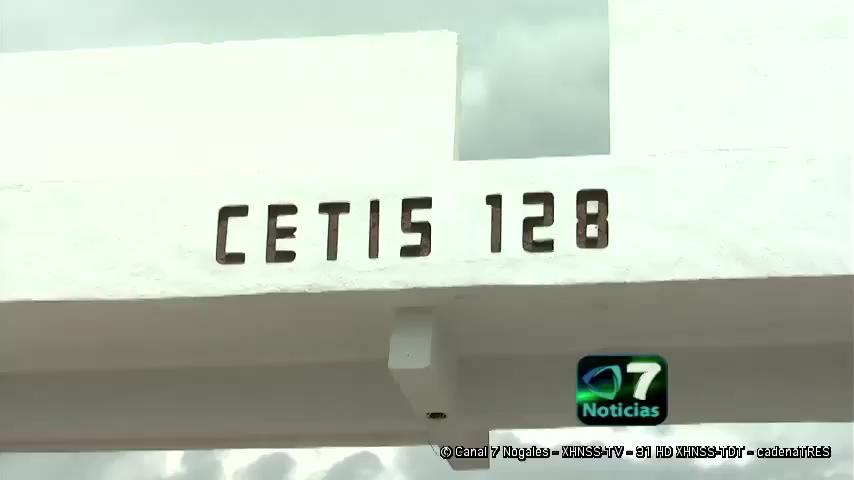 CETIS 128
7
Noticias
© Canal 7 Nogales - XHNSS-TV - 31 HD XHNSS-TDT - cadenaTRES